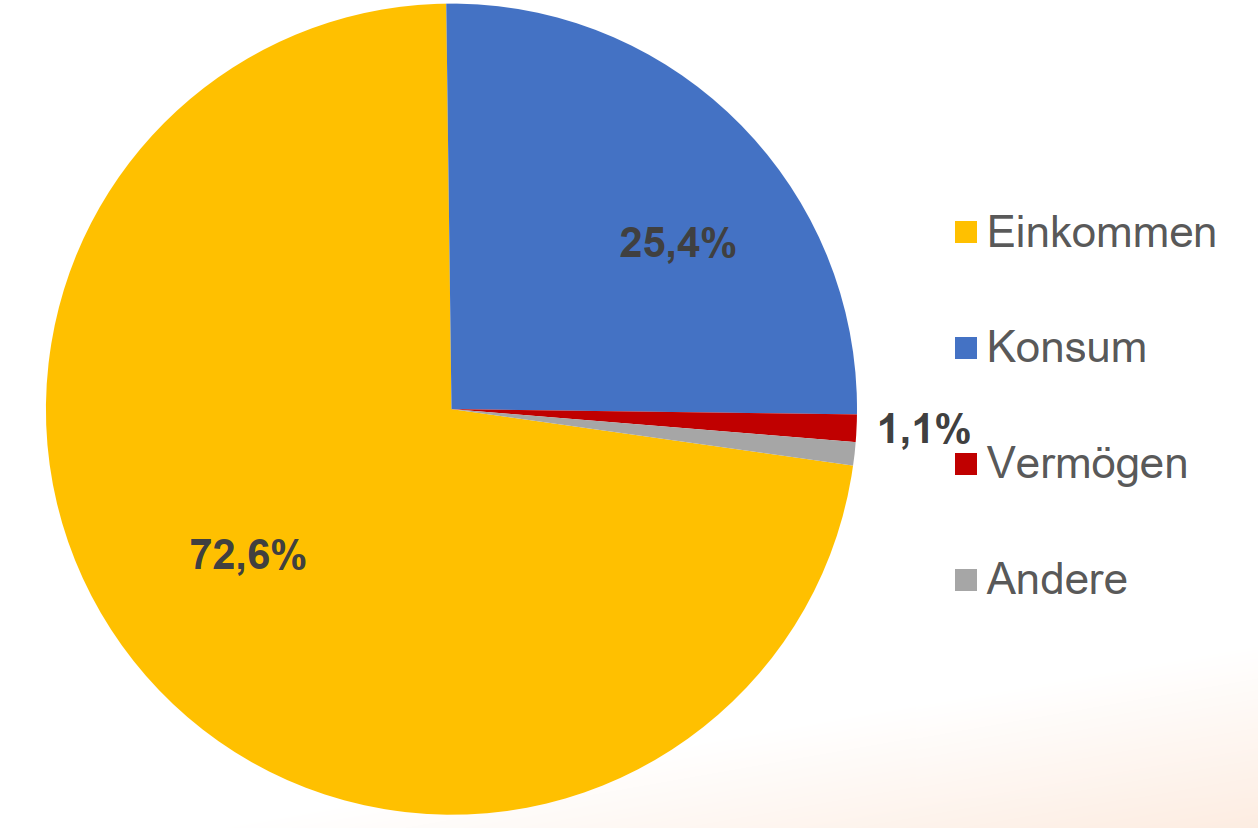 25,4%
1,1%
72,6%
Einkommen
Konsum
Vermögen
Andere